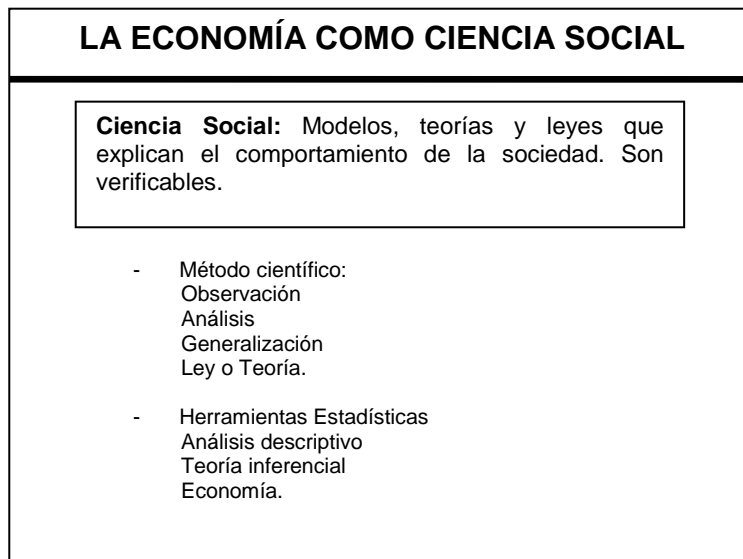 LA ECONOMÍA COMO CIENCIA SOCIAL
Ciencia Social: Modelos, teorías y leyes que
explican el comportamiento de la sociedad. Son
verificables.
- Método científico:
Observación
Análisis
Generalización
Ley o Teoría.
- Herramientas Estadísticas
Análisis descriptivo
Teoría inferencial
Economía.